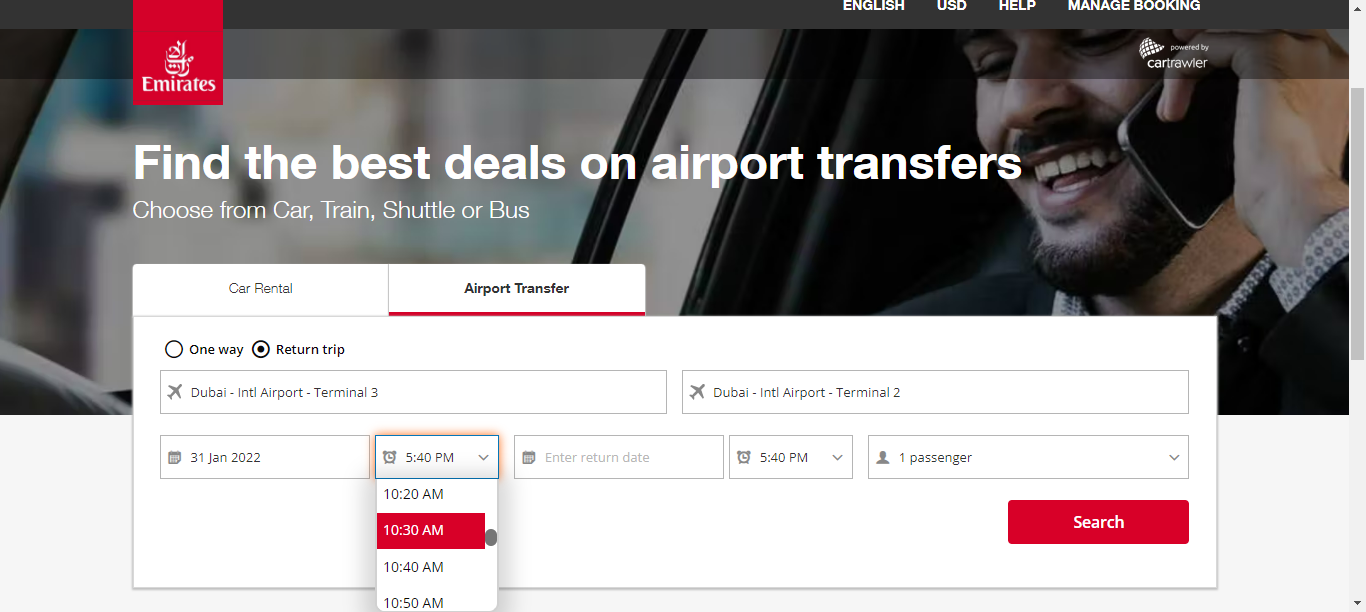 ENGLISH USD HELP MANAGE BOOKING
Emirates
powered by
cartrawler
Find the best deals on airport transfers
Choose from Car, Train, Shuttle or Bus
Car Rental
Airport Transfer
One way
Return trip
Dubai - Intl Airport - Terminal 3
Dubai - Intl Airport - Terminal 2
31 Jan 2022
5:40 PM
Enter return date
5:40 PM
1 passenger
10:20 AM
10:30 AM
10:40 AM
10:50 AM
Search